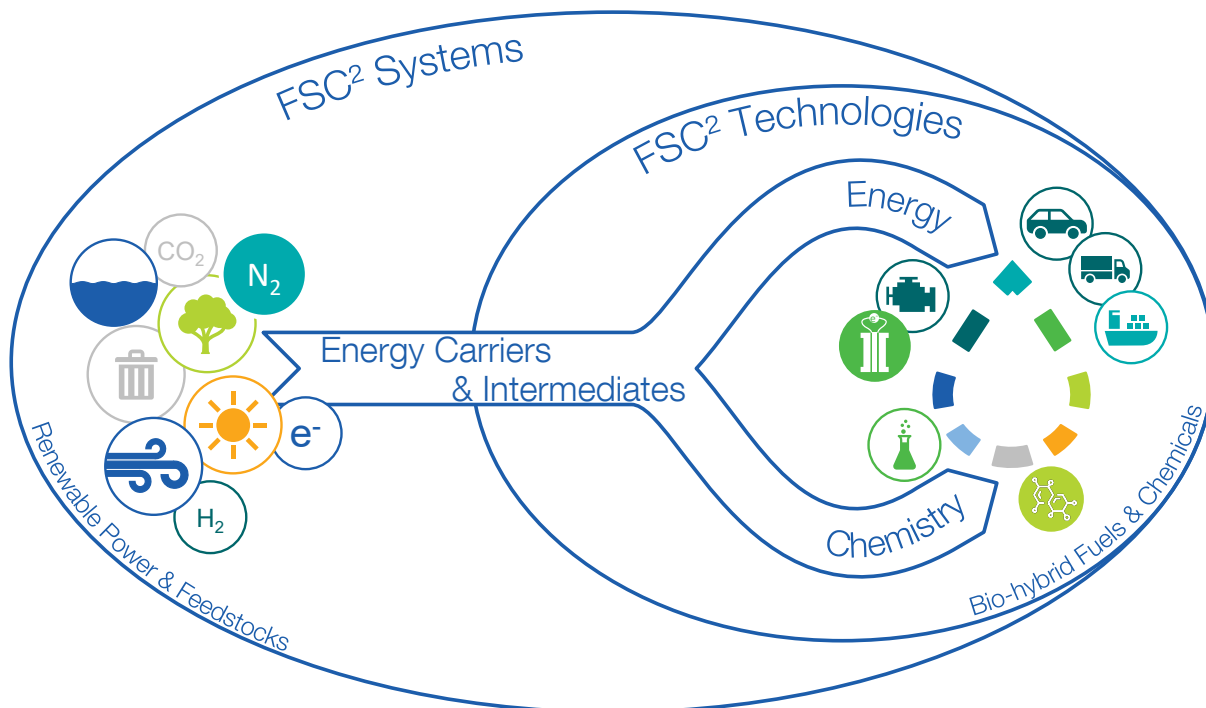 FSC² Systems
FSC² Technologies
Energy
CO₂
N₂
Energy Carriers
& Intermediates
e⁻
H₂
Chemistry
Renewable Power & Feedstocks
Bio-hybrid Fuels & Chemicals